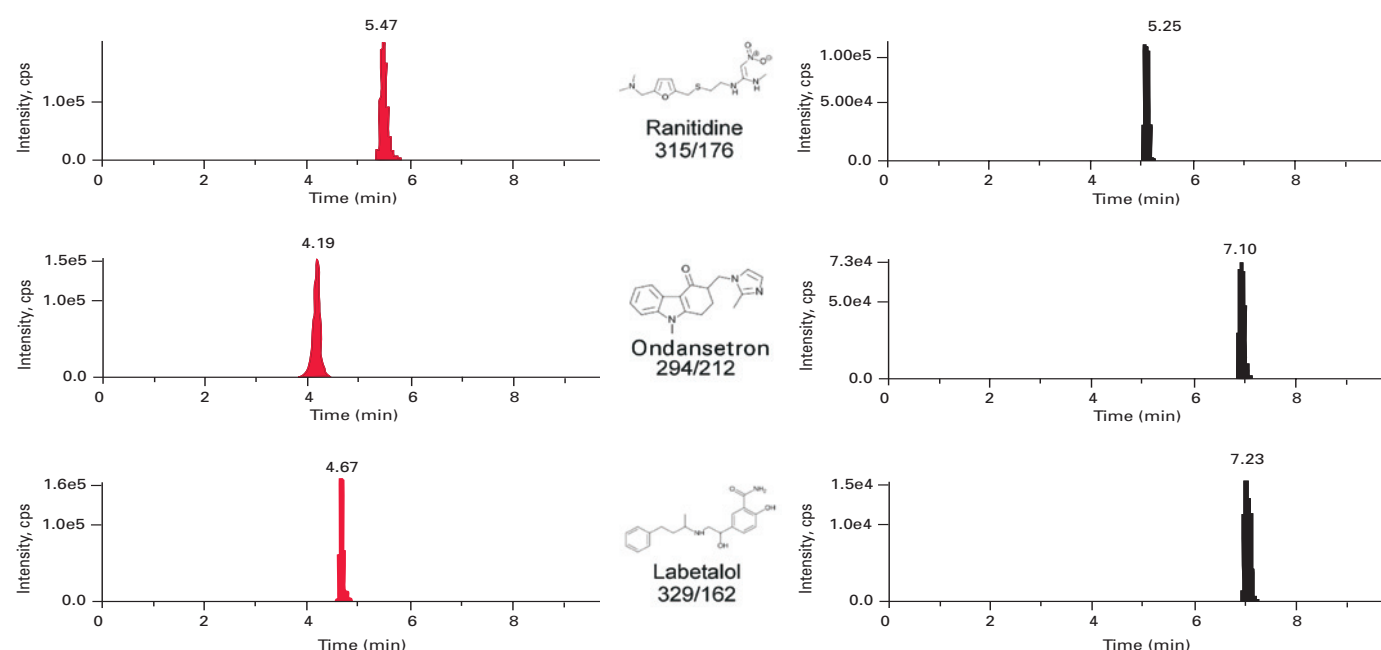 5.47
Intensity, cps
1.0e5
0.0
0 2 4 6 8
Time (min)
N
O
S
N
H
N
H
N⊕
O
O⊖
Ranitidine
315/176
5.25
Intensity, cps
1.00e5
5.00e4
0.0
0 2 4 6 8
Time (min)
4.19
Intensity, cps
1.5e5
1.0e5
0.0
0 2 4 6 8
Time (min)
O
N
N
N
Ondansetron
294/212
7.10
Intensity, cps
7.3e4
5.0e4
0.0
0 2 4 6 8
Time (min)
4.67
Intensity, cps
1.6e5
1.0e5
0.0
0 2 4 6 8
Time (min)
O
NH₂
OH
NH
OH
Labetalol
329/162
7.23
Intensity, cps
1.5e4
1.0e4
0.0
0 2 4 6 8
Time (min)